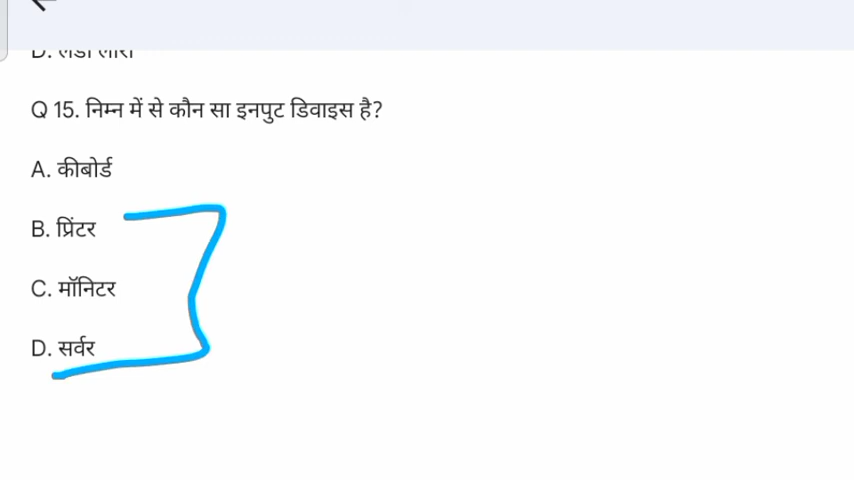 Q 15. निम्न में से कौन सा इनपुट डिवाइस है?
A. कीबोर्ड
B. प्रिंटर
C. मॉनिटर
D. सर्वर